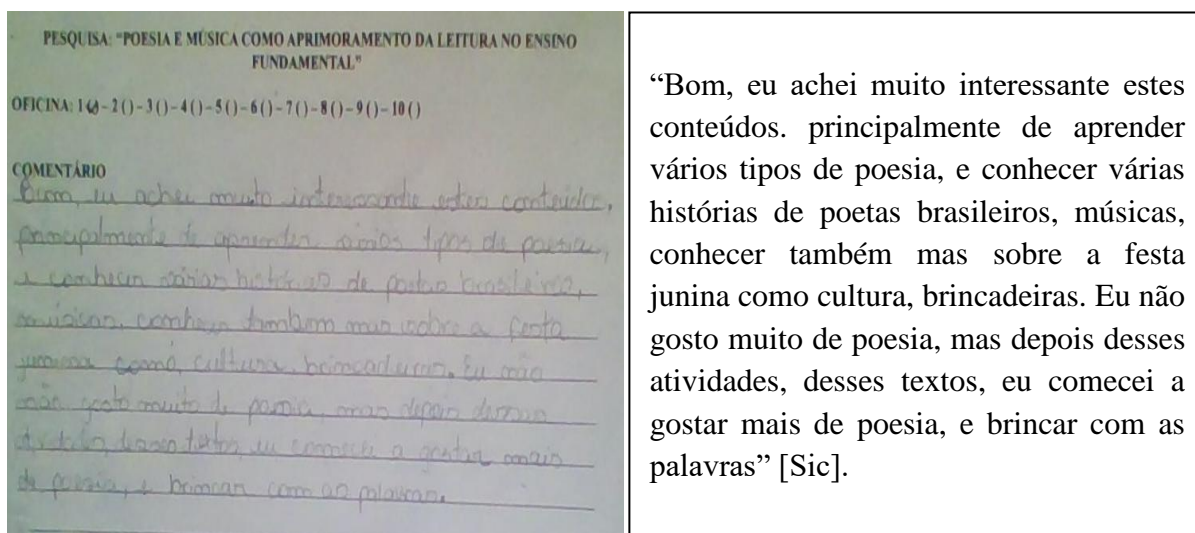 PESQUISA: "POESIA E MÚSICA COMO APRIMORAMENTO DA LEITURA NO ENSINO
FUNDAMENTAL"
OFICINA: 1(x) – 2 ( ) – 3 ( ) – 4 ( ) – 5 ( ) – 6 ( ) – 7 ( ) – 8 ( ) – 9 ( ) – 10 ( )
COMENTÁRIO
Bom, eu achei muito interessante estes conteúdos,
principalmente de aprender vários tipos de poesia,
e conhecer várias histórias de poetas brasileiros,
músicas, conhecer também mas sobre a festa
junina como, cultura, brincadeiras. Eu não
não gosto muito de poesia, mas depois dessas
atividades, desses textos, eu comecei a gostar mais
de poesia, e brincar com as palavras.
“Bom, eu achei muito interessante estes
conteúdos. principalmente de aprender
vários tipos de poesia, e conhecer várias
histórias de poetas brasileiros, músicas,
conhecer também mas sobre a festa
junina como cultura, brincadeiras. Eu não
gosto muito de poesia, mas depois desses
atividades, desses textos, eu comecei a
gostar mais de poesia, e brincar com as
palavras” [Sic].